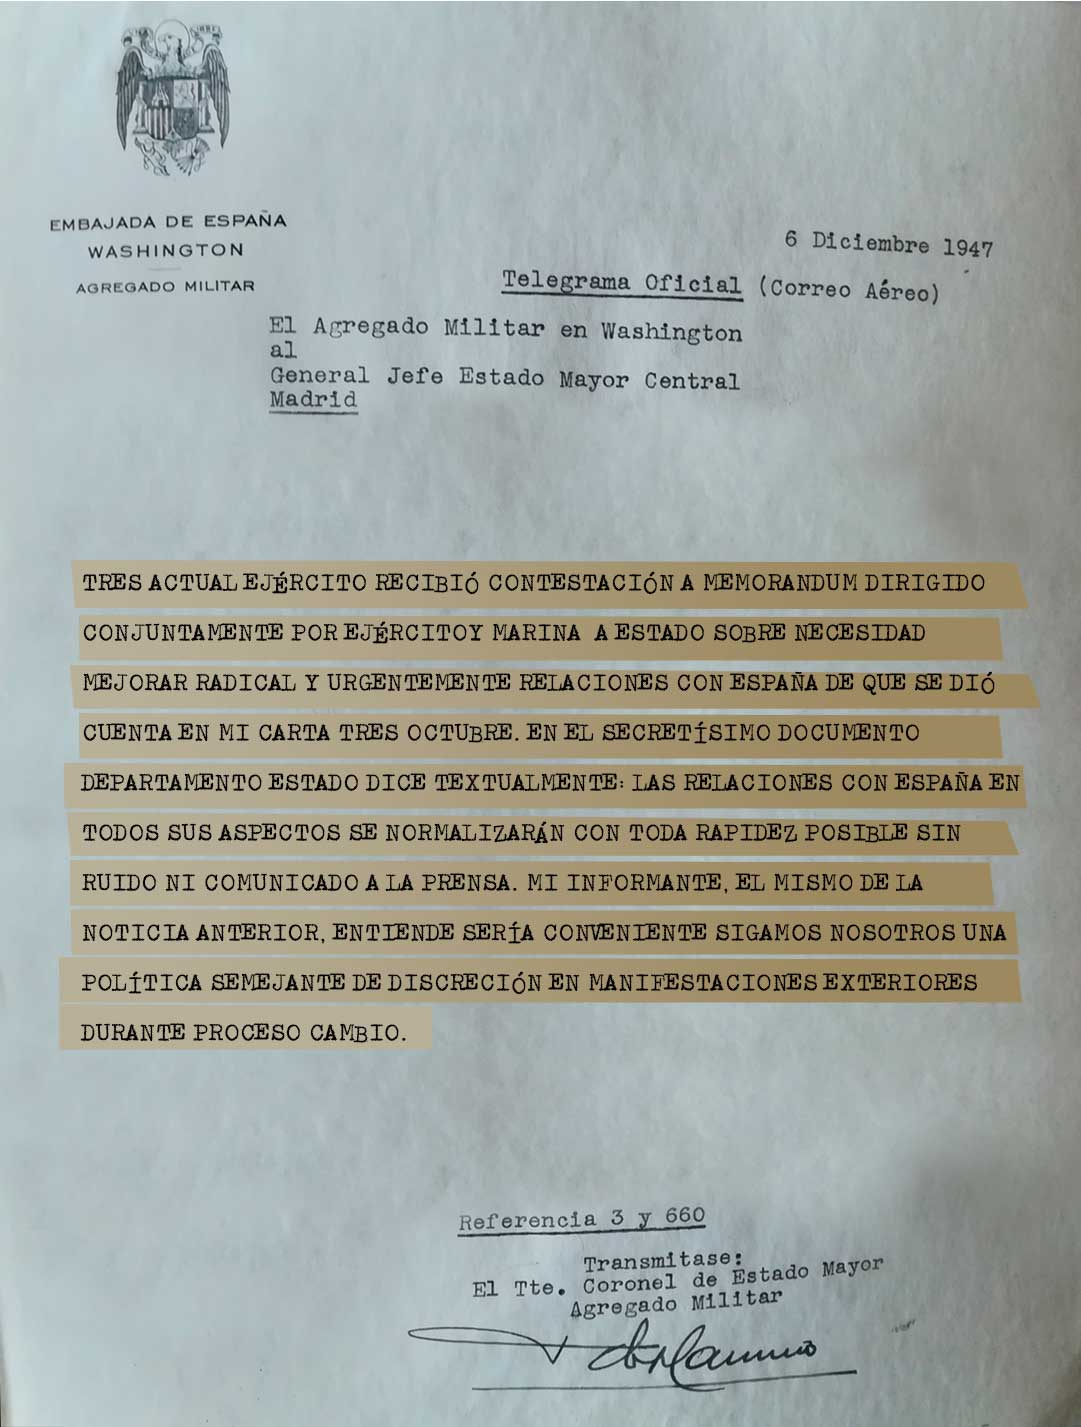 EMBAJADA DE ESPAÑA
WASHINGTON
AGREGADO MILITAR
6 Diciembre 1947
Telegrama Oficial (Correo Aéreo)
El Agregado Militar en Washington
al
General Jefe Estado Mayor Central
Madrid
TRES ACTUAL EJÉRCITO RECIBIÓ CONTESTACIÓN A MEMORANDUM DIRIGIDO
CONJUNTAMENTE POR EJÉRCITO Y MARINA A ESTADO SOBRE NECESIDAD
MEJORAR RADICAL Y URGENTEMENTE RELACIONES CON ESPAÑA DE QUE SE DIÓ
CUENTA EN MI CARTA TRES OCTUBRE. EN EL SECRETÍSIMO DOCUMENTO
DEPARTAMENTO ESTADO DICE TEXTUALMENTE: LAS RELACIONES CON ESPAÑA EN
TODOS SUS ASPECTOS SE NORMALIZARÁN CON TODA RAPIDEZ POSIBLE SIN
RUIDO NI COMUNICADO A LA PRENSA. MI INFORMANTE, EL MISMO DE LA
NOTICIA ANTERIOR, ENTIENDE SERÍA CONVENIENTE SIGAMOS NOSOTROS UNA
POLÍTICA SEMEJANTE DE DISCRECIÓN EN MANIFESTACIONES EXTERIORES
DURANTE PROCESO CAMBIO.
Referencia 3 y 660
Transmitase:
El Tte. Coronel de Estado Mayor
Agregado Militar